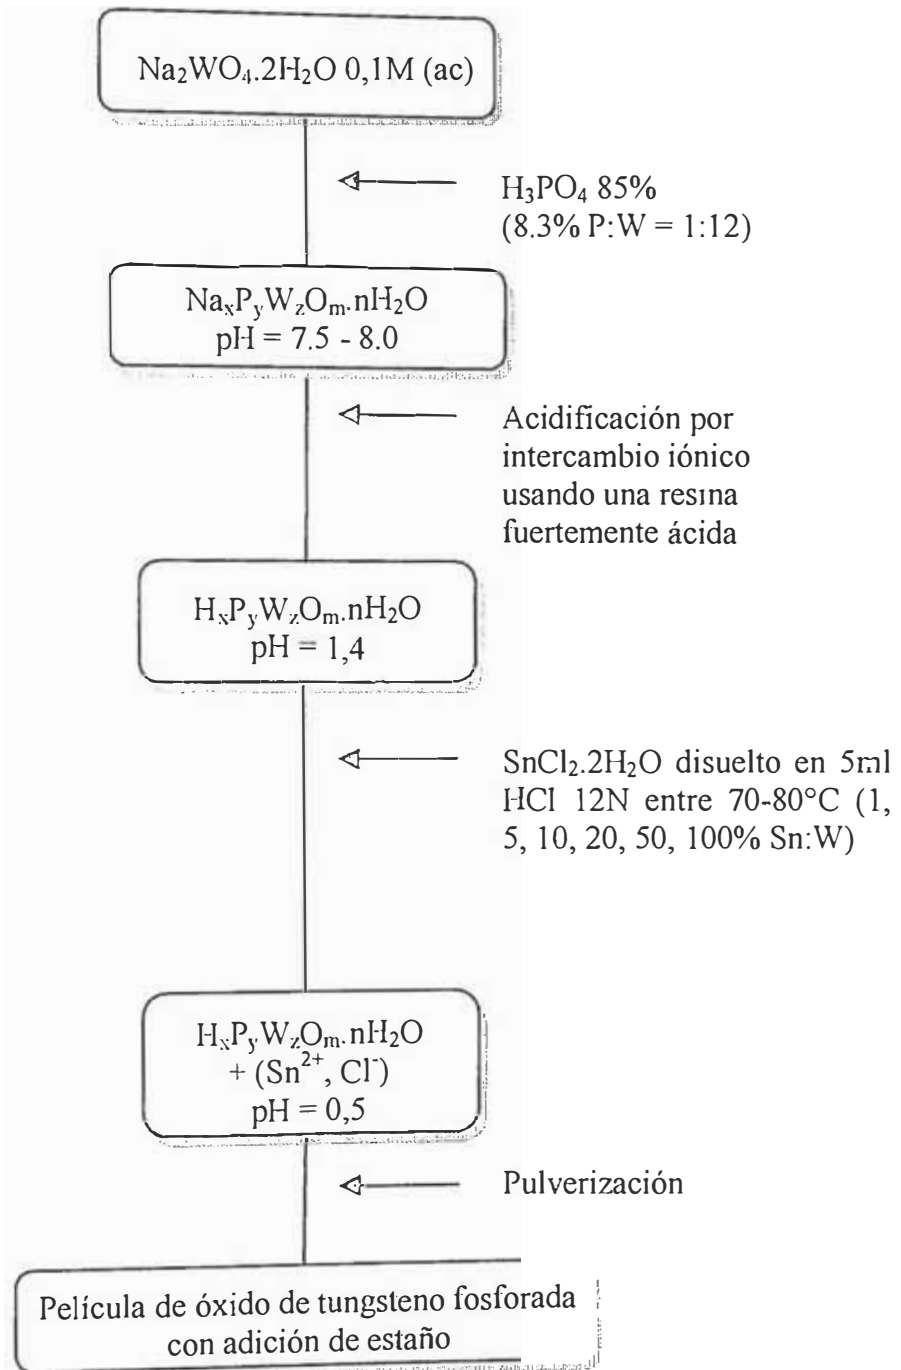 Na₂WO₄.2H₂O 0,1M (ac)
H₃PO₄ 85%
(8.3% P:W = 1:12)
NaₓPᵧW_zOₘ.nH₂O
pH = 7.5 - 8.0
Acidificación por
intercambio iónico
usando una resina
fuertemente ácida
HₓPᵧW_zOₘ.nH₂O
pH = 1,4
SnCl₂.2H₂O disuelto en 5ml
HCl 12N entre 70-80°C (1,
5, 10, 20, 50, 100% Sn:W)
HₓPᵧW_zOₘ.nH₂O
+ (Sn²⁺, Cl⁻)
pH = 0,5
Pulverización
Película de óxido de tungsteno fosforada
con adición de estaño